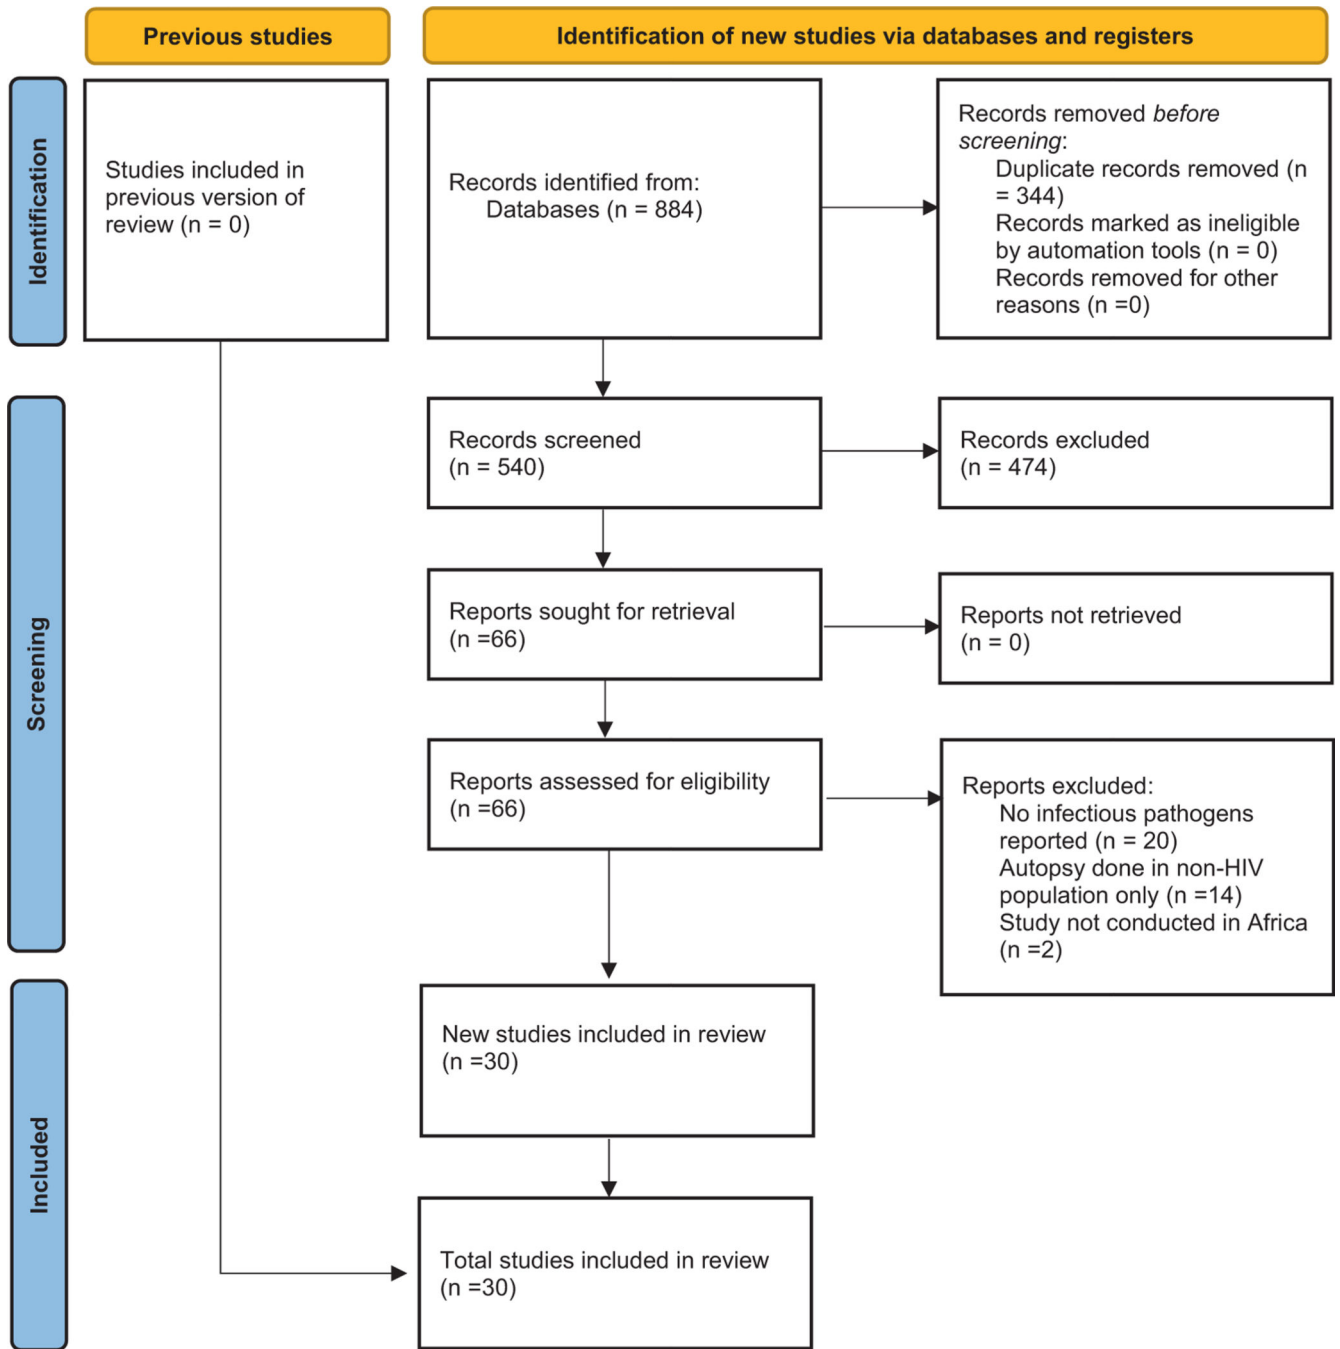 Previous studies
Identification of new studies via databases and registers
Identification
Studies included in
previous version of
review (n = 0)
Records identified from:
Databases (n = 884)
Records removed before
screening:
Duplicate records removed (n
= 344)
Records marked as ineligible
by automation tools (n = 0)
Records removed for other
reasons (n =0)
Screening
Records screened
(n = 540)
Records excluded
(n = 474)
Reports sought for retrieval
(n =66)
Reports not retrieved
(n = 0)
Reports assessed for eligibility
(n =66)
Reports excluded:
No infectious pathogens
reported (n = 20)
Autopsy done in non-HIV
population only (n =14)
Study not conducted in Africa
(n =2)
Included
New studies included in review
(n =30)
Total studies included in review
(n =30)